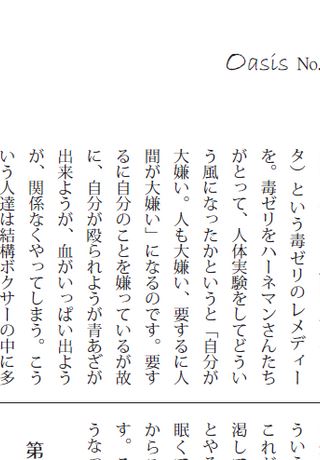 Oasis No.
タ）という毒ゼリのレメディー
を。毒ゼリをハーネマンさんたち
がとって、人体実験をしてどうい
う風になったかというと「自分が
大嫌い。人も大嫌い、要するに人
間が大嫌い」になるのです。要す
るに自分のことを嫌っているが故
に、自分が殴られようが青あざが
出来ようが、血がいっぱい出よう
が、関係なくやってしまう。こう
いう人達は結構ボクサーの中に多
ういう
これが
渇して
とや
眠くて
からこ
す。こ
うなっ
第